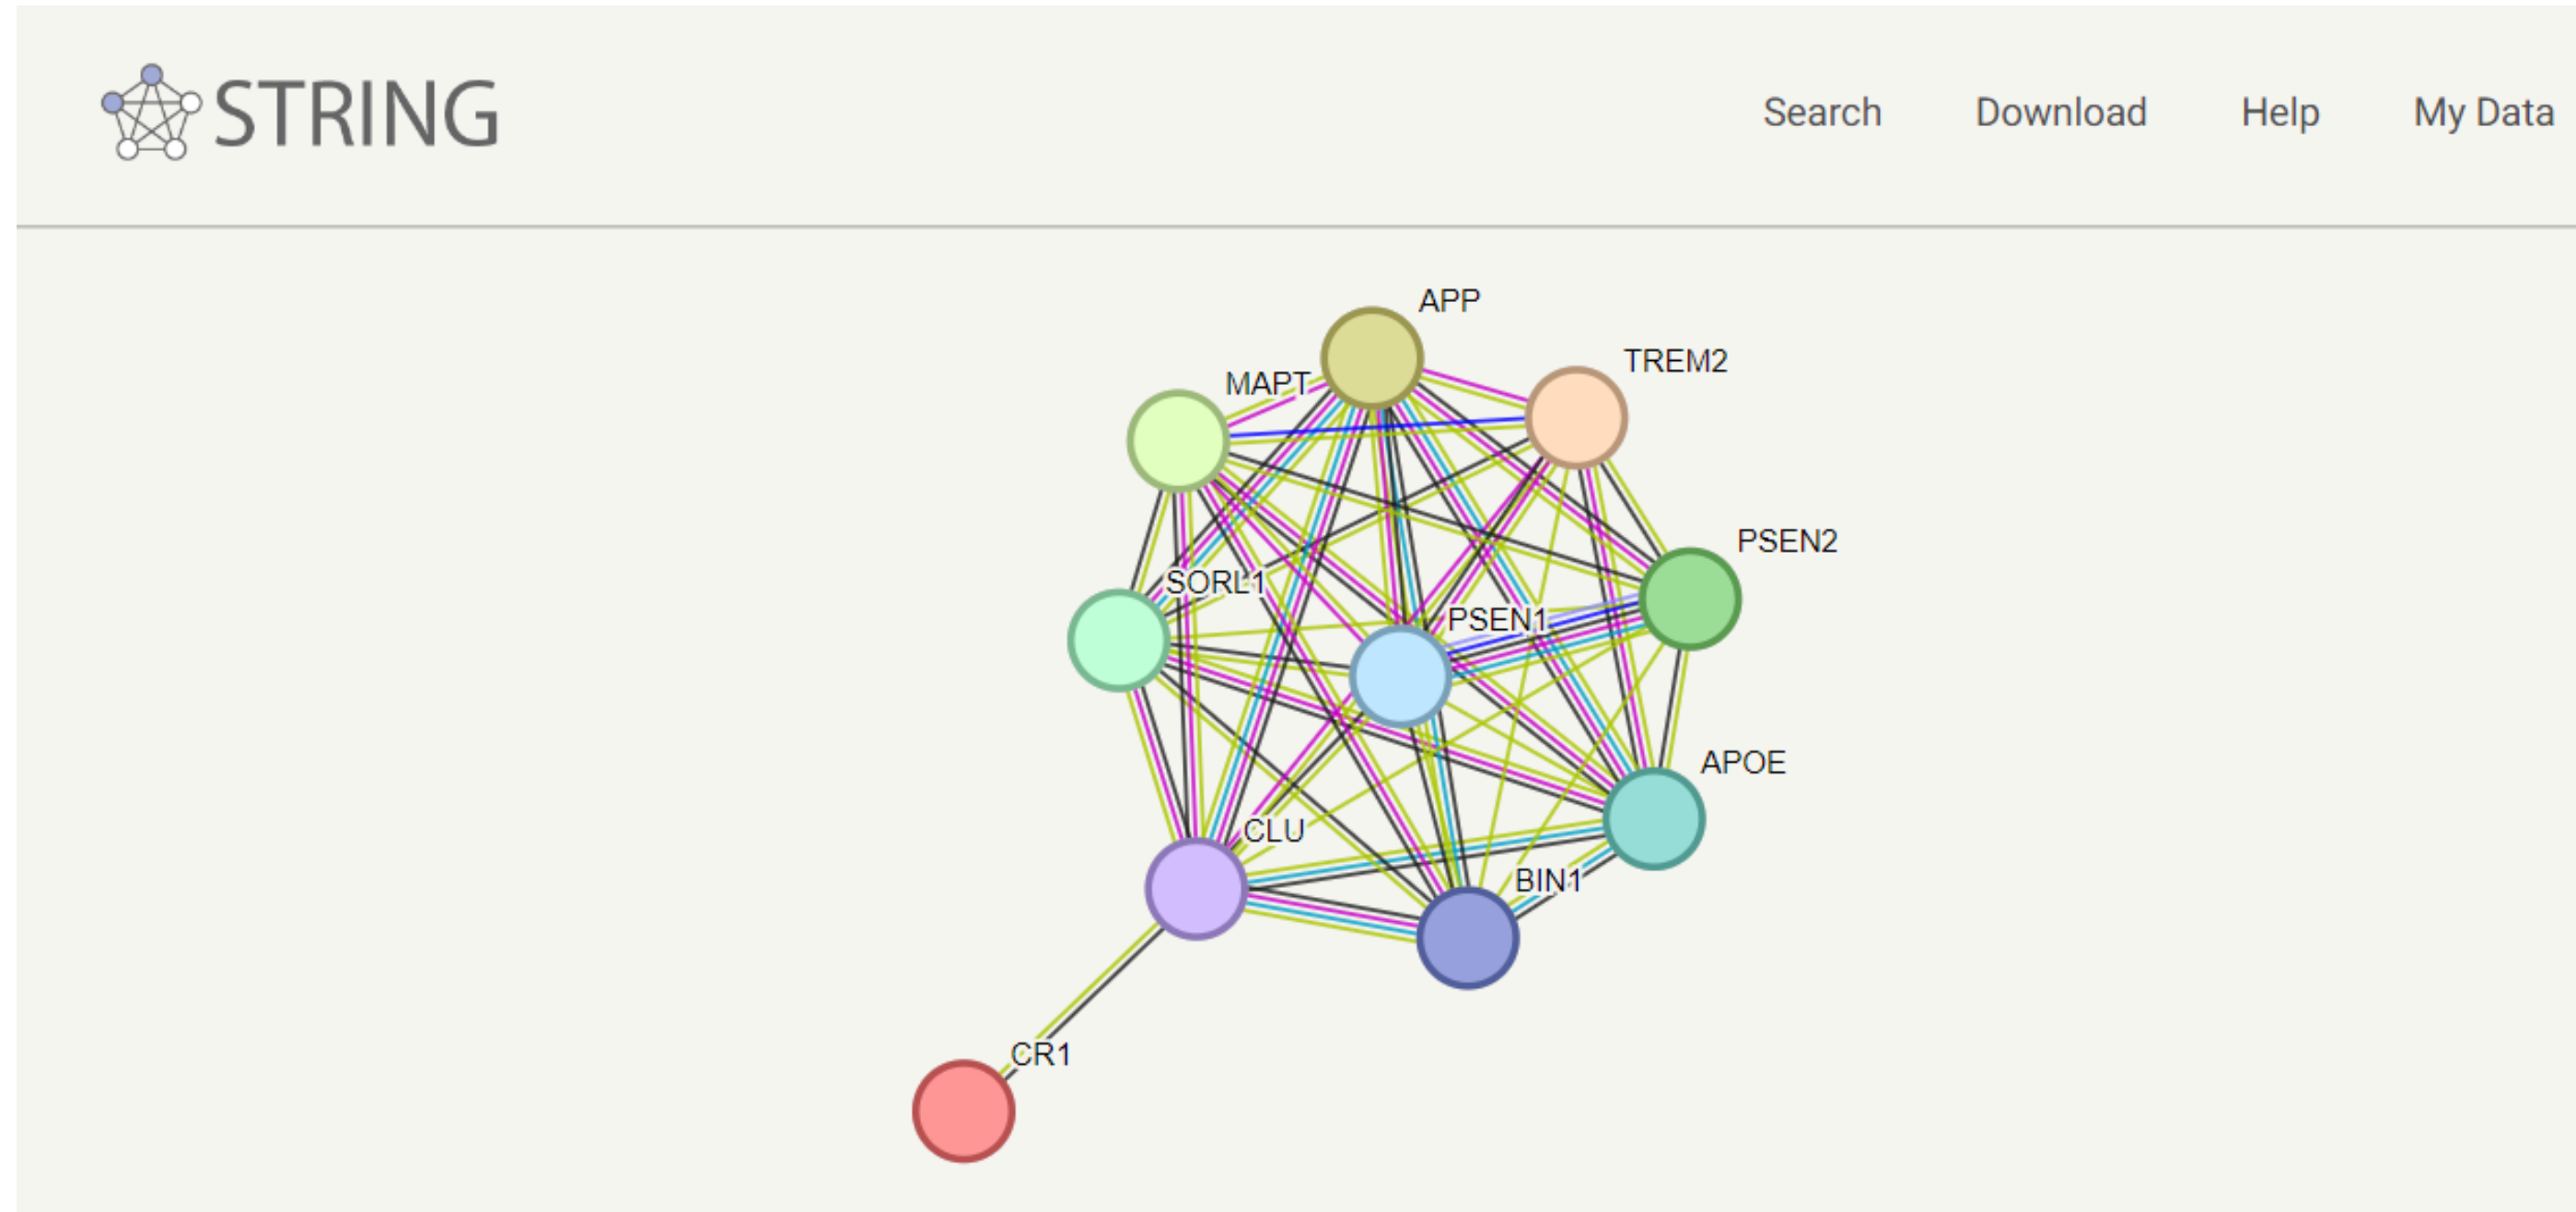 STRING
Search Download Help My Data
APP
TREM2
MAPT
PSEN2
SORL1
PSEN1
APOE
CLU
BIN1
CR1